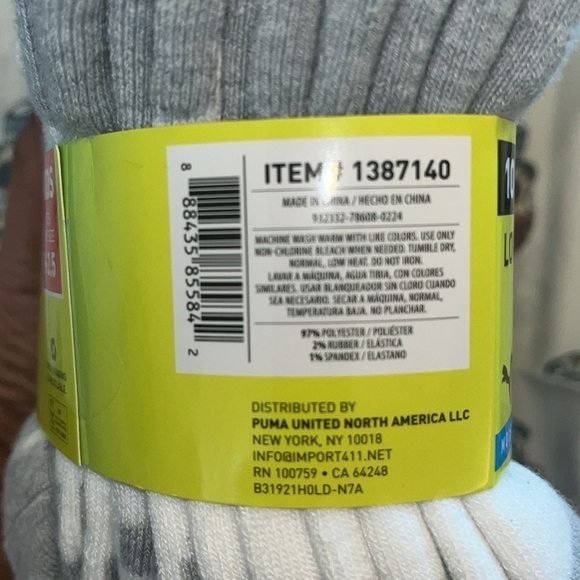 ITEM# 1387140
MADE IN CHINA / HECHO EN CHINA
932332-78608-0224
MACHINE WASH WARM WITH LIKE COLORS. USE ONLY
NON-CHLORINE BLEACH WHEN NEEDED. TUMBLE DRY,
NORMAL, LOW HEAT. DO NOT IRON.
LAVAR A MÁQUINA, AGUA TIBIA, CON COLORES
SIMILARES. USAR BLANQUEADOR SIN CLORO CUANDO
SEA NECESARIO. SECAR A MÁQUINA, NORMAL,
TEMPERATURA BAJA. NO PLANCHAR.
97% POLYESTER / POLIÉSTER
2% RUBBER / ELÁSTICA
1% SPANDEX / ELASTANO
8 88435 85584 2
DISTRIBUTED BY
PUMA UNITED NORTH AMERICA LLC
NEW YORK, NY 10018
INFO@IMPORT411.NET
RN 100759 • CA 64248
B31921H0LD-N7A
10